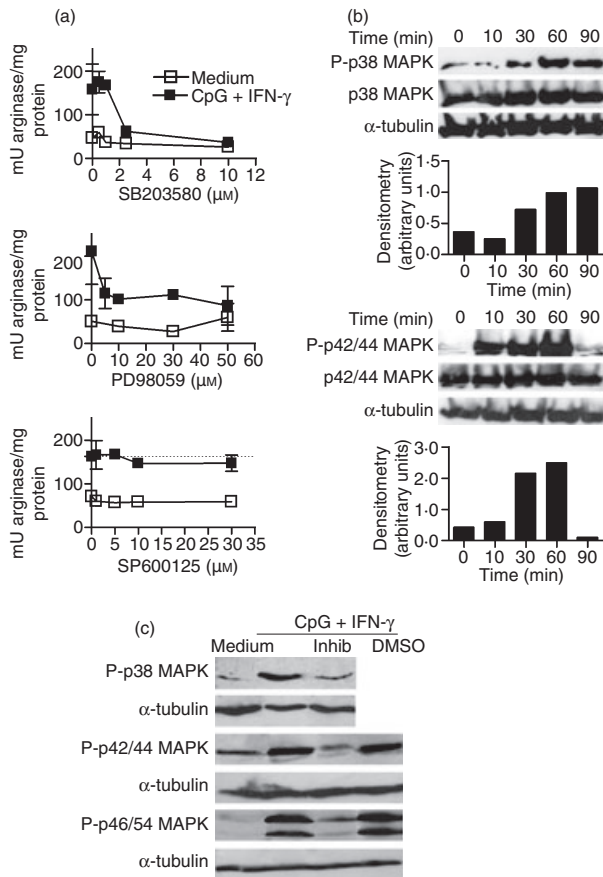 (a)
mU arginase/mg
protein
200
100
0
Medium
CpG + IFN-γ
0 2 4 6 8 10 12
SB203580 (μM)
mU arginase/mg
protein
200
100
0
0 10 20 30 40 50 60
PD98059 (μM)
mU arginase/mg
protein
200
100
0
0 5 10 15 20 25 30 35
SP600125 (μM)
(b)
Time (min) 0 10 30 60 90
P-p38 MAPK
p38 MAPK
α-tubulin
Densitometry
(arbitrary units)
1·5
1·0
0·5
0·0
0 10 30 60 90
Time (min)
Time (min) 0 10 30 60 90
P-p42/44 MAPK
p42/44 MAPK
α-tubulin
Densitometry
(arbitrary units)
3·0
2·0
1·0
0·0
0 10 30 60 90
Time (min)
(c)
CpG + IFN-γ
Medium Inhib DMSO
P-p38 MAPK
α-tubulin
P-p42/44 MAPK
α-tubulin
P-p46/54 MAPK
α-tubulin